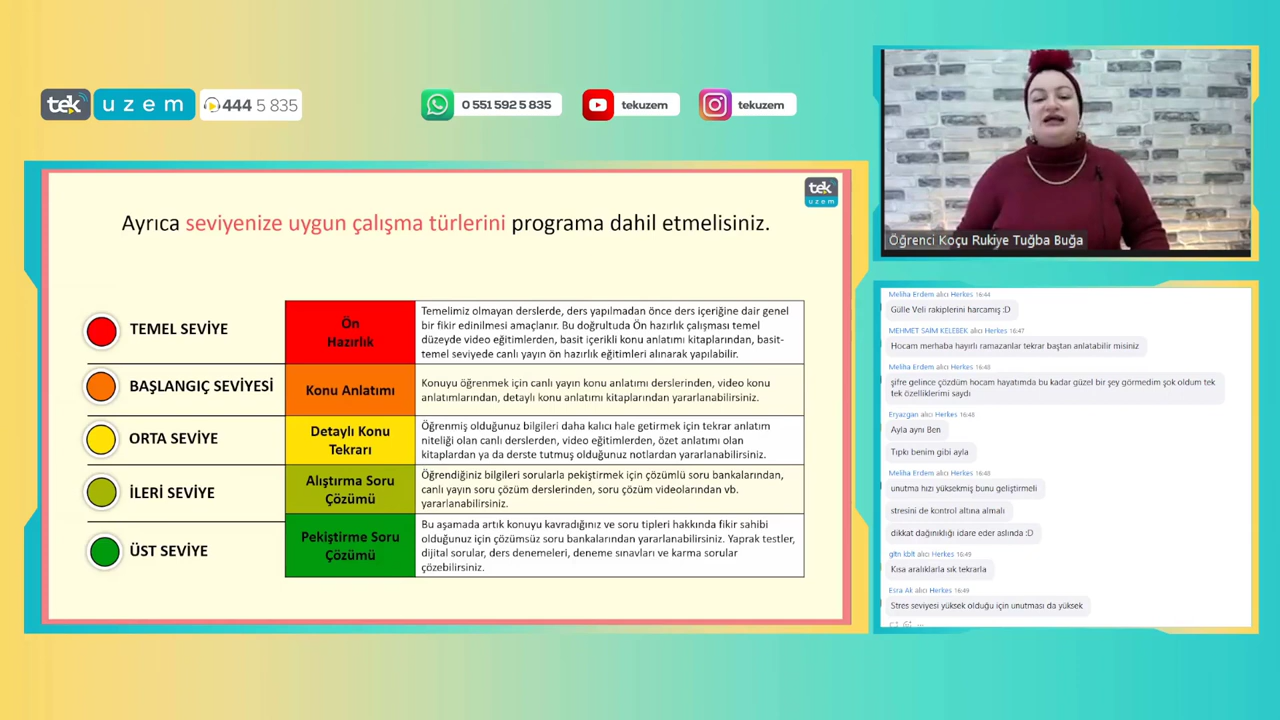 tek uzem 444 5 835
0 551 592 5 835
tekuzem
tekuzem
tek
uzem
Ayrıca seviyenize uygun çalışma türlerini programa dahil etmelisiniz.
TEMEL SEVİYE
Ön
Hazırlık
Temelimiz olmayan derslerde, ders yapılmadan önce ders içeriğine dair genel
bir fikir edinilmesi amaçlanır. Bu doğrultuda Ön hazırlık çalışması temel
düzeyde video eğitimlerden, basit içerikli konu anlatımı kitaplarından, basit-
temel seviyede canlı yayın ön hazırlık eğitimleri alınarak yapılabilir.
BAŞLANGIÇ SEVİYESİ
Konu Anlatımı
Konuyu öğrenmek için canlı yayın konu anlatımı derslerinden, video konu
anlatımlarından, detaylı konu anlatımı kitaplarından yararlanabilirsiniz.
ORTA SEVİYE
Detaylı Konu
Tekrarı
Öğrenmiş olduğunuz bilgileri daha kalıcı hale getirmek için tekrar anlatım
niteliği olan canlı derslerden, video eğitimlerden, özet anlatımı olan
kitaplardan ya da derste tutmuş olduğunuz notlardan yararlanabilirsiniz.
İLERİ SEVİYE
Alıştırma Soru
Çözümü
Öğrendiğiniz bilgileri sorularla pekiştirmek için çözümlü soru bankalarından,
canlı yayın soru çözüm derslerinden, soru çözüm videolarından vb.
yararlanabilirsiniz.
ÜST SEVİYE
Pekiştirme Soru
Çözümü
Bu aşamada artık konuyu kavradığınız ve soru tipleri hakkında fikir sahibi
olduğunuz için çözümsüz soru bankalarından yararlanabilirsiniz. Yaprak testler,
dijital sorular, ders denemeleri, deneme sınavları ve karma sorular
çözebilirsiniz.
Öğrenci Koçu Rukiye Tuğba Buğa
Meliha Erdem alıcı Herkes 16:44
Gülle Veli rakiplerini harcamış :D
MEHMET SAİM KELEBEK alıcı Herkes 16:47
Hocam merhaba hayırlı ramazanlar tekrar baştan anlatabilir misiniz
Meliha Erdem alıcı Herkes 16:48
şifre gelince çözdüm hocam hayatımda bu kadar güzel bir şey görmedim şok oldum tek
tek özelliklerimi saydı
Eryazgan alıcı Herkes 16:48
Ayla aynı Ben
Tıpkı benim gibi ayla
Meliha Erdem alıcı Herkes 16:48
unutma hızı yüksekmiş bunu geliştirmeli
stresini de kontrol altına almalı
dikkat dağınıklığı idare eder aslında :D
gltn kblt alıcı Herkes 16:49
Kısa aralıklarla sık tekrarla
Esra Ak alıcı Herkes 16:49
Stres seviyesi yüksek olduğu için unutması da yüksek